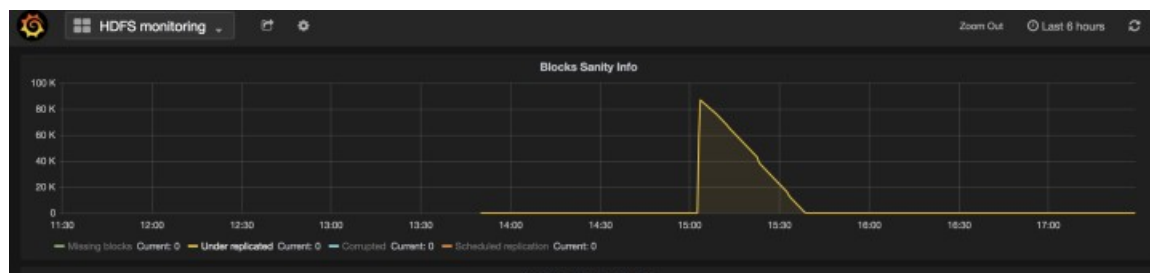 HDFS monitoring
Zoom Out
Last 6 hours
Blocks Sanity Info
100 K
80 K
60 K
40 K
20 K
0
11:30 12:00 12:30 13:00 13:30 14:00 14:30 15:00 15:30 16:00 16:30 17:00
Missing blocks Current: 0 Under replicated Current: 0 Corrupted Current: 0 Scheduled replication Current: 0